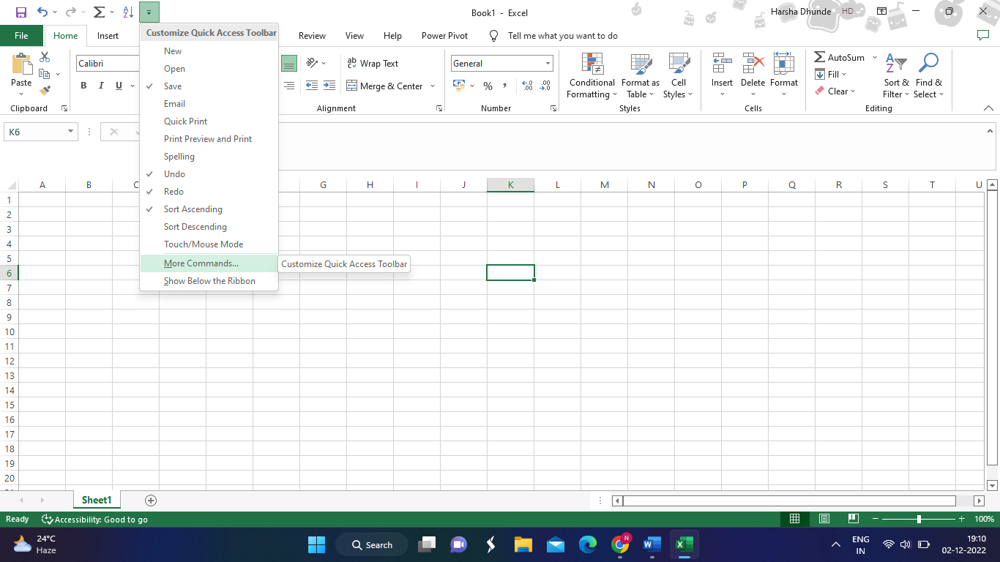 Book1 - Excel
Harsha Dhunde
HD
File
Home
Insert
Review
View
Help
Power Pivot
Tell me what you want to do
Customize Quick Access Toolbar
New
Open
Save
Email
Quick Print
Print Preview and Print
Spelling
Undo
Redo
Sort Ascending
Sort Descending
Touch/Mouse Mode
More Commands...
Show Below the Ribbon
Customize Quick Access Toolbar
Paste
Clipboard
Calibri
B I U
Wrap Text
Merge & Center
Alignment
General
%
Number
Conditional
Formatting
Format as
Table
Cell
Styles
Styles
Insert
Delete
Format
Cells
AutoSum
Fill
Clear
Sort &
Filter
Find &
Select
Editing
K6
A B C G H I J K L M N O P Q R S T U
1
2
3
4
5
6
7
8
9
10
11
12
13
14
15
16
17
18
19
20
Sheet1
Ready
Accessibility: Good to go
100%
24°C
Haze
Search
N
ENG
IN
19:10
02-12-2022